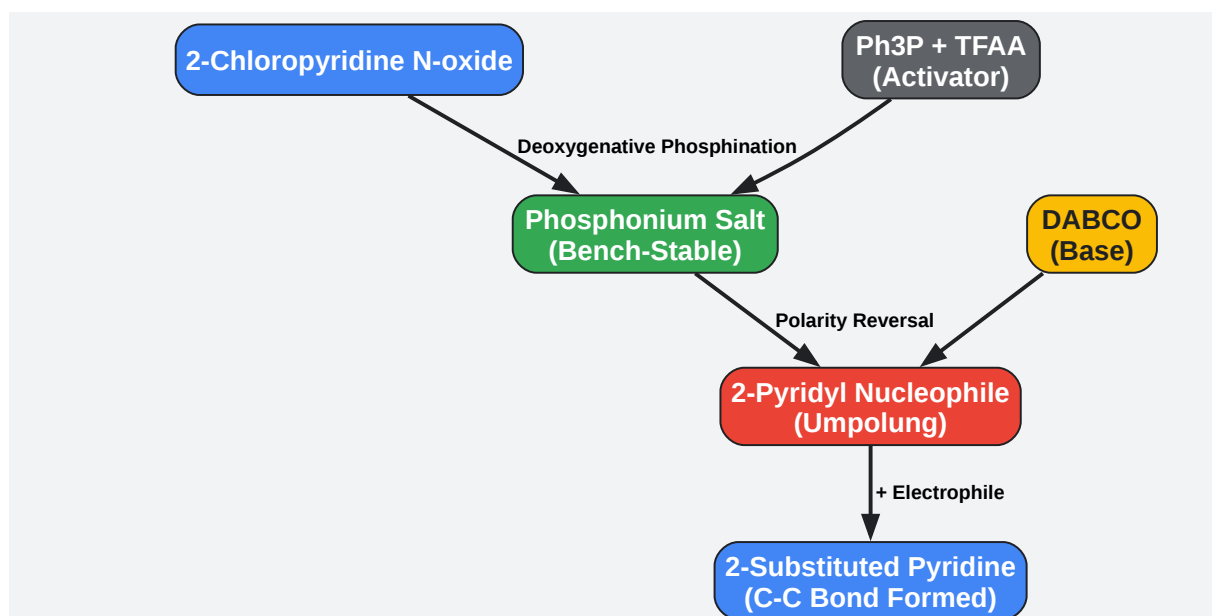 2-Chloropyridine N-oxide
Ph3P + TFAA
(Activator)
Deoxygenative Phosphination
Phosphonium Salt
(Bench-Stable)
DABCO
(Base)
Polarity Reversal
2-Pyridyl Nucleophile
(Umpolung)
+ Electrophile
2-Substituted Pyridine
(C-C Bond Formed)